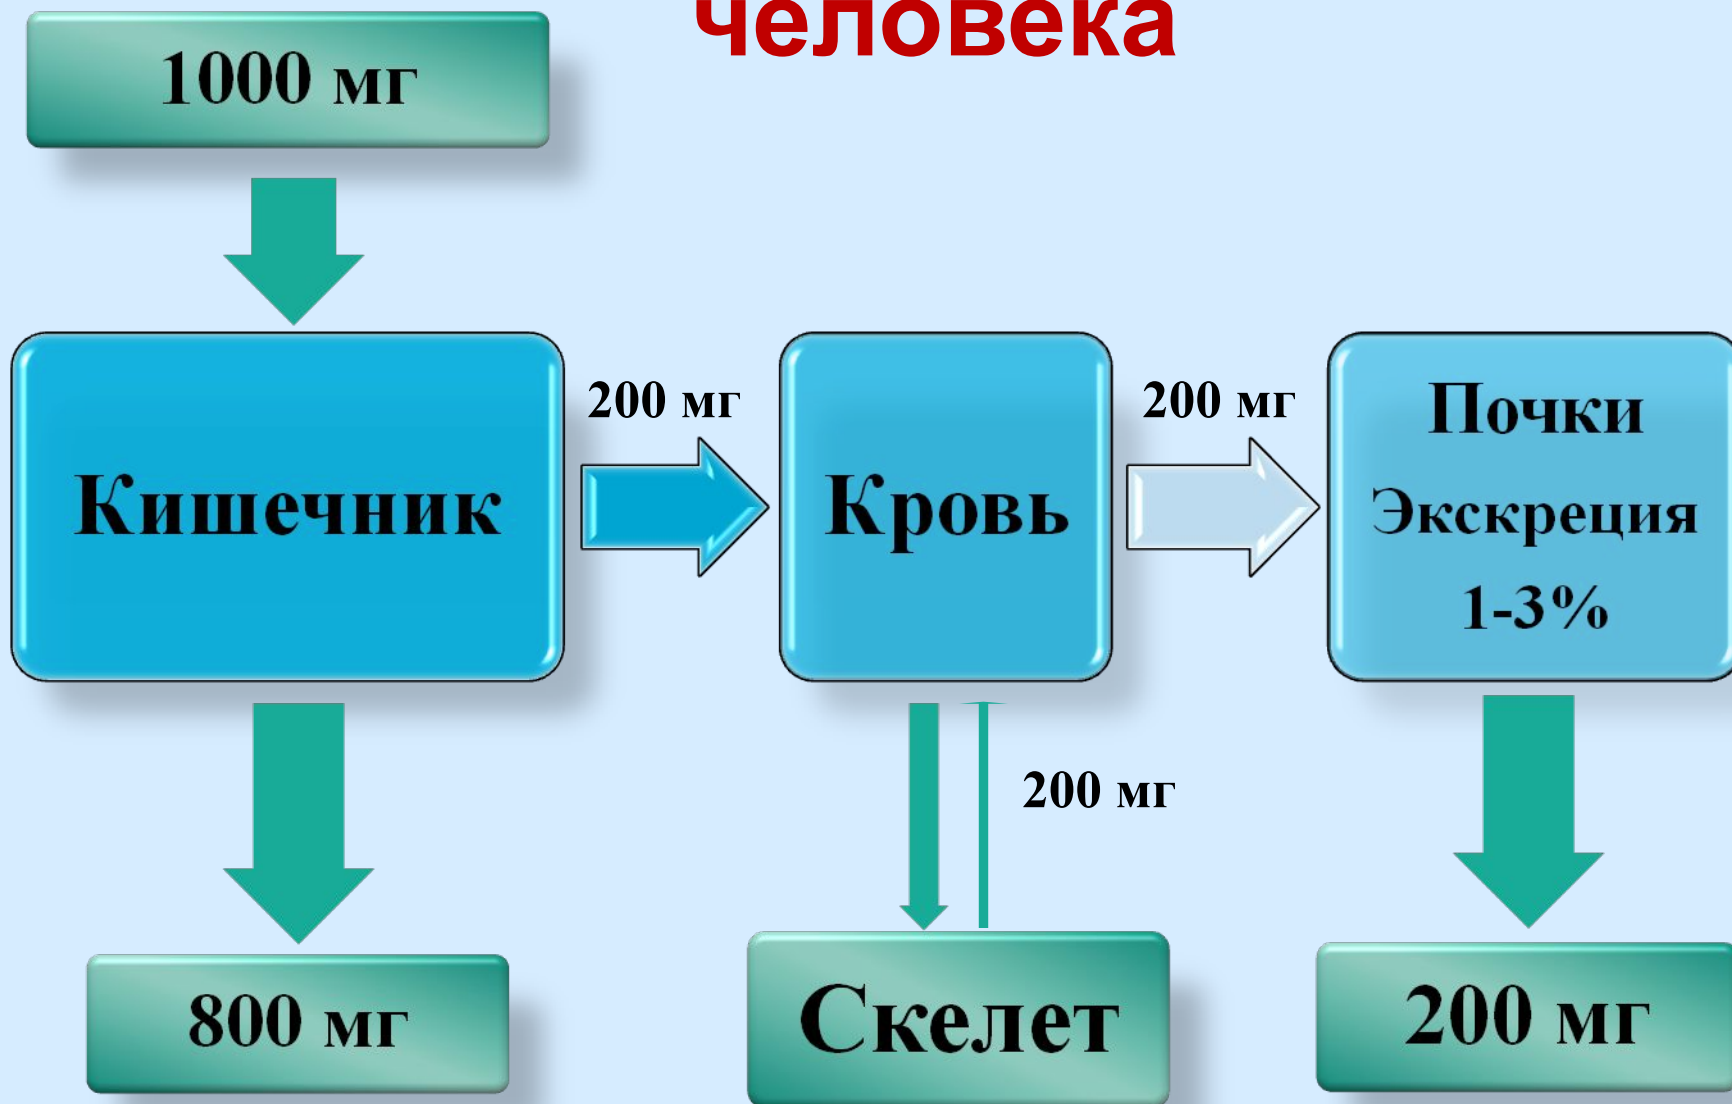 человека
1000 мг
Кишечник
200 мг
Кровь
200 мг
Почки
Экскреция
1-3%
200 мг
800 мг
Скелет
200 мг